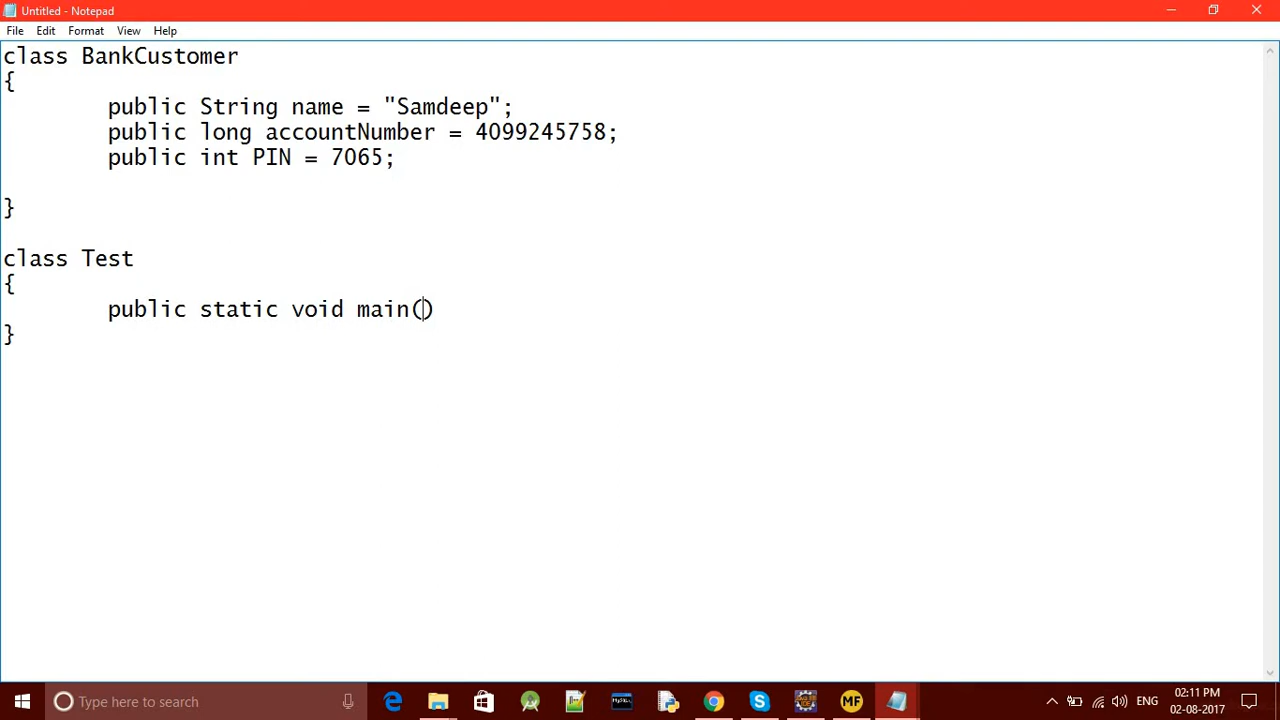 Untitled - Notepad
File Edit Format View Help
class BankCustomer
{
public String name = "Samdeep";
public long accountNumber = 4099245758;
public int PIN = 7065;
}
class Test
{
public static void main()
}
Type here to search
MySQL
MF
ENG
02:11 PM
02-08-2017